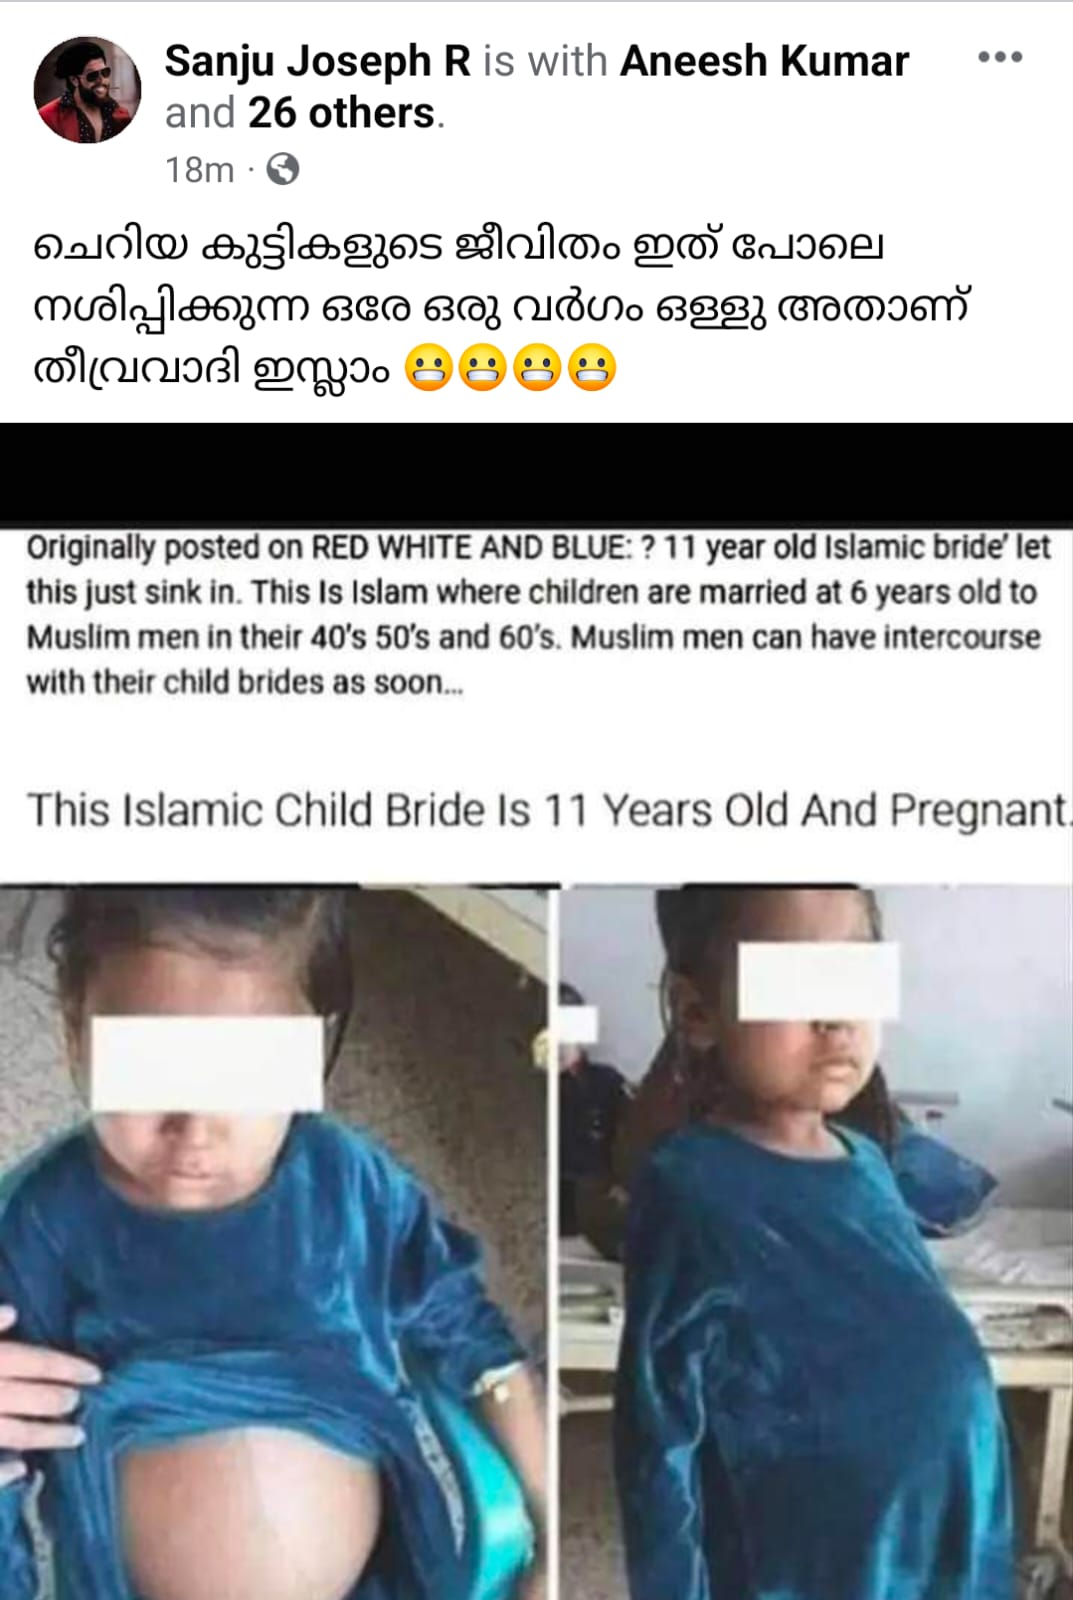 Sanju Joseph R is with Aneesh Kumar
and 26 others.
18m ·
ചെറിയ കുട്ടികളുടെ ജീവിതം ഇത് പോലെ
നശിപ്പിക്കുന്ന ഒരേ ഒരു വർഗം ഒള്ളു അതാണ്
തീവ്രവാദി ഇസ്ലാം 😬😬😬😬
Originally posted on RED WHITE AND BLUE: ? 11 year old Islamic bride' let
this just sink in. This Is Islam where children are married at 6 years old to
Muslim men in their 40's 50's and 60's. Muslim men can have intercourse
with their child brides as soon...
This Islamic Child Bride Is 11 Years Old And Pregnant.